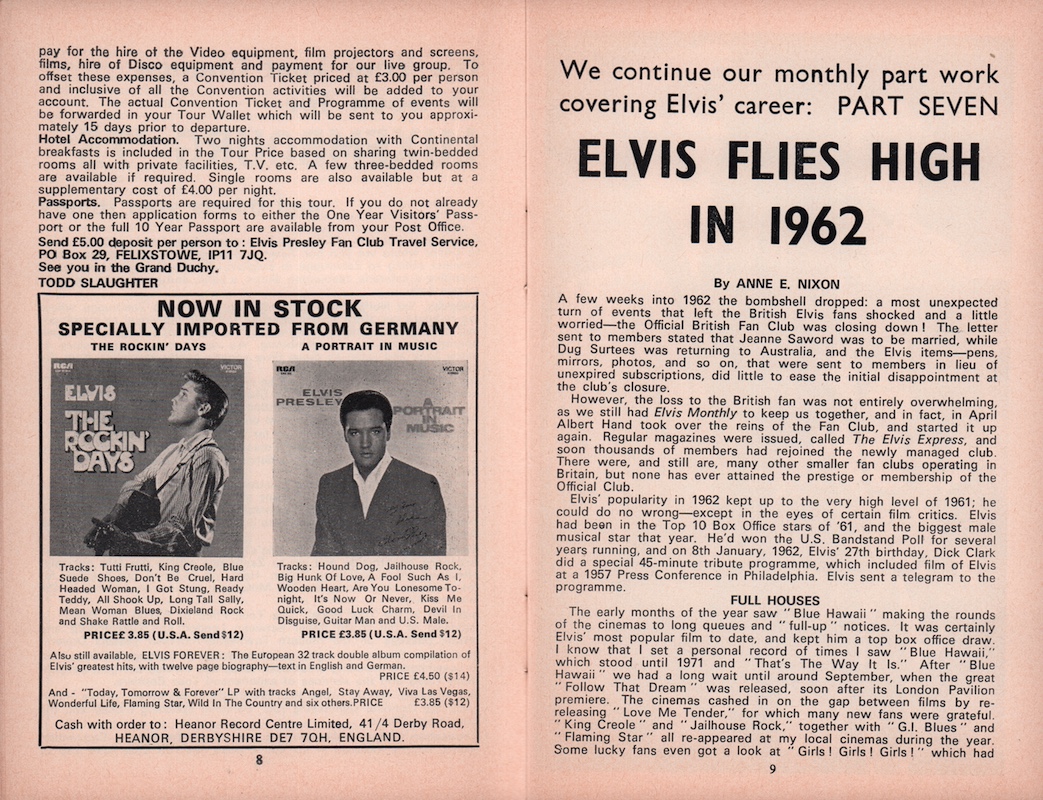 pay for the hire of the Video equipment, film projectors and screens,
films, hire of Disco equipment and payment for our live group. To
offset these expenses, a Convention Ticket priced at £3.00 per person
and inclusive of all the Convention activities will be added to your
account. The actual Convention Ticket and Programme of events will
be forwarded in your Tour Wallet which will be sent to you approxi-
mately 15 days prior to departure.
Hotel Accommodation. Two nights accommodation with Continental
breakfasts is included in the Tour Price based on sharing twin-bedded
rooms all with private facilities, T.V. etc. A few three-bedded rooms
are available if required. Single rooms are also available but at a
supplementary cost of £4.00 per night.
Passports. Passports are required for this tour. If you do not already
have one then application forms to either the One Year Visitors' Pass-
port or the full 10 Year Passport are available from your Post Office.
Send £5.00 deposit per person to : Elvis Presley Fan Club Travel Service,
PO Box 29, FELIXSTOWE, IP11 7JQ.
See you in the Grand Duchy.
TODD SLAUGHTER
NOW IN STOCK
SPECIALLY IMPORTED FROM GERMANY
THE ROCKIN' DAYS
RCA
VICTOR
ELVIS
THE
ROCKIN'
DAYS
Tracks: Tutti Frutti, King Creole, Blue
Suede Shoes, Don't Be Cruel, Hard
Headed Woman, I Got Stung, Ready
Teddy, All Shook Up, Long Tall Sally,
Mean Woman Blues, Dixieland Rock
and Shake Rattle and Roll.
PRICE£ 3.85 (U.S.A. Send $12)
A PORTRAIT IN MUSIC
RCA
VICTOR
ELVIS
PRESLEY
A
PORTRAIT
IN
MUSIC
Tracks: Hound Dog, Jailhouse Rock,
Big Hunk Of Love, A Fool Such As I,
Wooden Heart, Are You Lonesome To-
night, It's Now Or Never, Kiss Me
Quick, Good Luck Charm, Devil In
Disguise, Guitar Man and U.S. Male.
PRICE £3.85 (U.S.A. Send $12)
Also still available, ELVIS FOREVER : The European 32 track double album compilation of
Elvis' greatest hits, with twelve page biography—text in English and German.
PRICE £4.50 ($14)
And - "Today, Tomorrow & Forever" LP with tracks Angel, Stay Away, Viva Las Vegas,
Wonderful Life, Flaming Star, Wild In The Country and six others. PRICE £3.85 ($12)
Cash with order to : Heanor Record Centre Limited, 41/4 Derby Road,
HEANOR, DERBYSHIRE DE7 7QH, ENGLAND.
8
We continue our monthly part work
covering Elvis' career: PART SEVEN
ELVIS FLIES HIGH
IN 1962
By ANNE E. NIXON
A few weeks into 1962 the bombshell dropped: a most unexpected
turn of events that left the British Elvis fans shocked and a little
worried—the Official British Fan Club was closing down! The letter
sent to members stated that Jeanne Saword was to be married, while
Dug Surtees was returning to Australia, and the Elvis items—pens,
mirrors, photos, and so on, that were sent to members in lieu of
unexpired subscriptions, did little to ease the initial disappointment at
the club's closure.
However, the loss to the British fan was not entirely overwhelming,
as we still had Elvis Monthly to keep us together, and in fact, in April
Albert Hand took over the reins of the Fan Club, and started it up
again. Regular magazines were issued, called The Elvis Express, and
soon thousands of members had rejoined the newly managed club.
There were, and still are, many other smaller fan clubs operating in
Britain, but none has ever attained the prestige or membership of the
Official Club.
Elvis' popularity in 1962 kept up to the very high level of 1961; he
could do no wrong—except in the eyes of certain film critics. Elvis
had been in the Top 10 Box Office stars of '61, and the biggest male
musical star that year. He'd won the U.S. Bandstand Poll for several
years running, and on 8th January, 1962, Elvis' 27th birthday, Dick Clark
did a special 45-minute tribute programme, which included film of Elvis
at a 1957 Press Conference in Philadelphia. Elvis sent a telegram to the
programme.
FULL HOUSES
The early months of the year saw " Blue Hawaii " making the rounds
of the cinemas to long queues and " full-up " notices. It was certainly
Elvis' most popular film to date, and kept him a top box office draw.
I know that I set a personal record of times I saw " Blue Hawaii,"
which stood until 1971 and " That's The Way It Is." After " Blue
Hawaii " we had a long wait until around September, when the great
" Follow That Dream " was released, soon after its London Pavilion
premiere. The cinemas cashed in on the gap between films by re-
releasing " Love Me Tender," for which many new fans were grateful.
" King Creole " and " Jailhouse Rock," together with " G.I. Blues " and
" Flaming Star " all re-appeared at my local cinemas during the year.
Some lucky fans even got a look at " Girls ! Girls ! Girls ! " which had
9